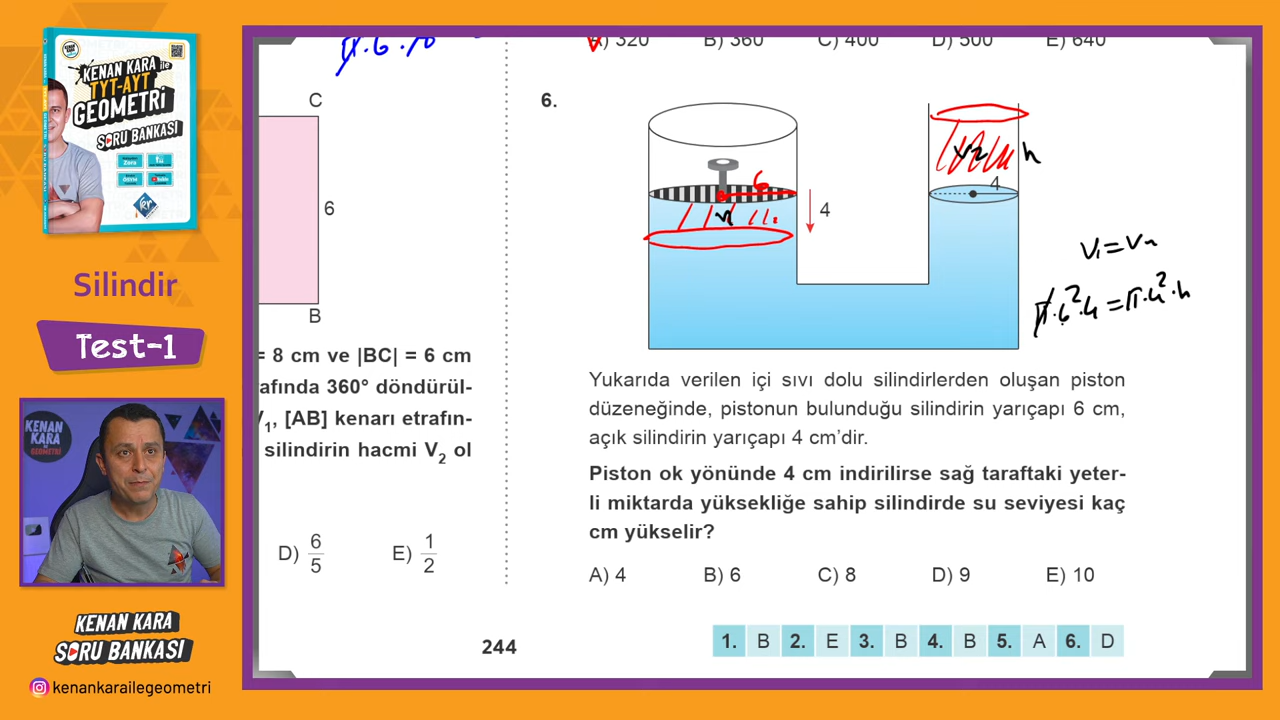 KENAN KARA ile
TYT-AYT
GEOMETRİ
SORU BANKASI
Silindir
Test-1
KENAN KARA
SORU BANKASI
kenankarailegeometri
π.6.10
C
6
B
= 8 cm ve |BC| = 6 cm
afında 360° döndürül-
V1, [AB] kenarı etrafın-
silindirin hacmi V2 ol
D) 6/5 E) 1/2
244
A) 320 B) 360 C) 400 D) 500 E) 640
6.
6
V1
4
V2 h
4
V1=V2
π.6².4=π.4².h
Yukarıda verilen içi sıvı dolu silindirlerden oluşan piston
düzeneğinde, pistonun bulunduğu silindirin yarıçapı 6 cm,
açık silindirin yarıçapı 4 cm'dir.
Piston ok yönünde 4 cm indirilirse sağ taraftaki yeter-
li miktarda yüksekliğe sahip silindirde su seviyesi kaç
cm yükselir?
A) 4 B) 6 C) 8 D) 9 E) 10
1. B 2. E 3. B 4. B 5. A 6. D